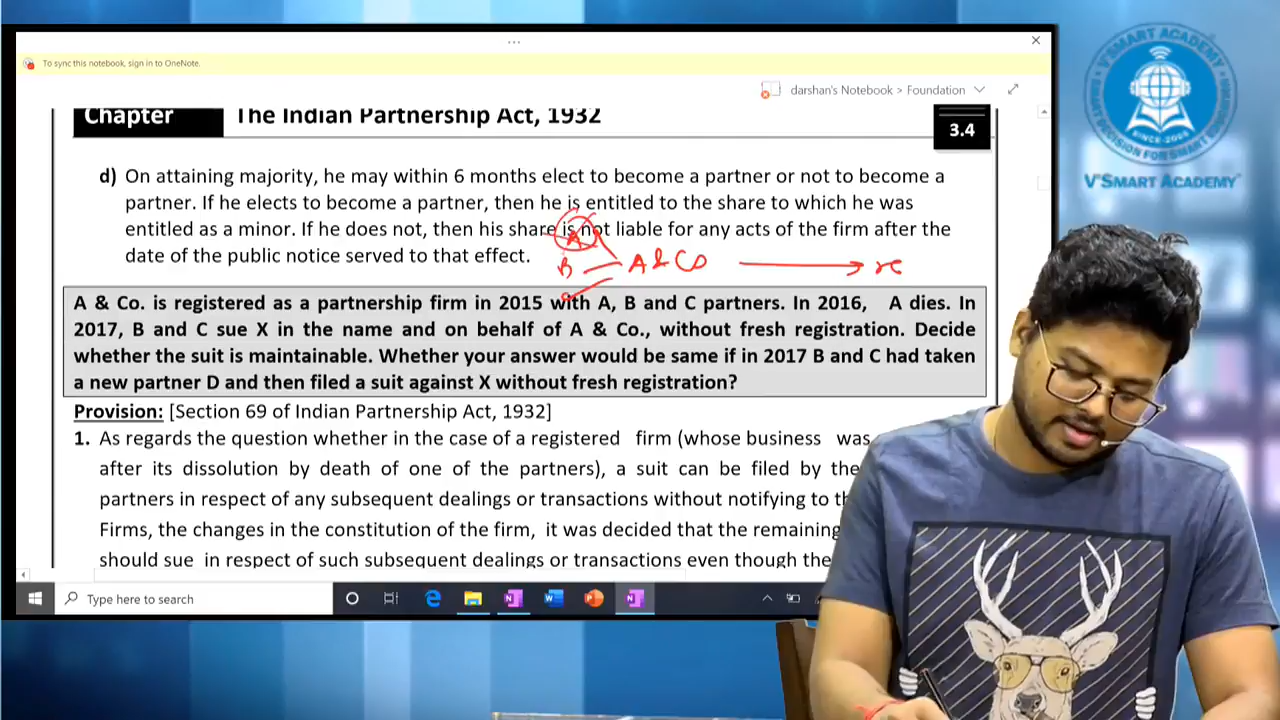 V'SMART ACADEMY
SMART DECISION FOR SMART
SINCE-2008
V'SMART ACADEMY
To sync this notebook, sign in to OneNote.
darshan's Notebook > Foundation
Chapter The Indian Partnership Act, 1932
3.4
d) On attaining majority, he may within 6 months elect to become a partner or not to become a
partner. If he elects to become a partner, then he is entitled to the share to which he was
entitled as a minor. If he does not, then his share is not liable for any acts of the firm after the
date of the public notice served to that effect.
A
B A & Co x
A & Co. is registered as a partnership firm in 2015 with A, B and C partners. In 2016, A dies. In
2017, B and C sue X in the name and on behalf of A & Co., without fresh registration. Decide
whether the suit is maintainable. Whether your answer would be same if in 2017 B and C had taken
a new partner D and then filed a suit against X without fresh registration?
Provision: [Section 69 of Indian Partnership Act, 1932]
1. As regards the question whether in the case of a registered firm (whose business was
after its dissolution by death of one of the partners), a suit can be filed by the
partners in respect of any subsequent dealings or transactions without notifying to
Firms, the changes in the constitution of the firm, it was decided that the remaining
should sue in respect of such subsequent dealings or transactions even though the
Type here to search